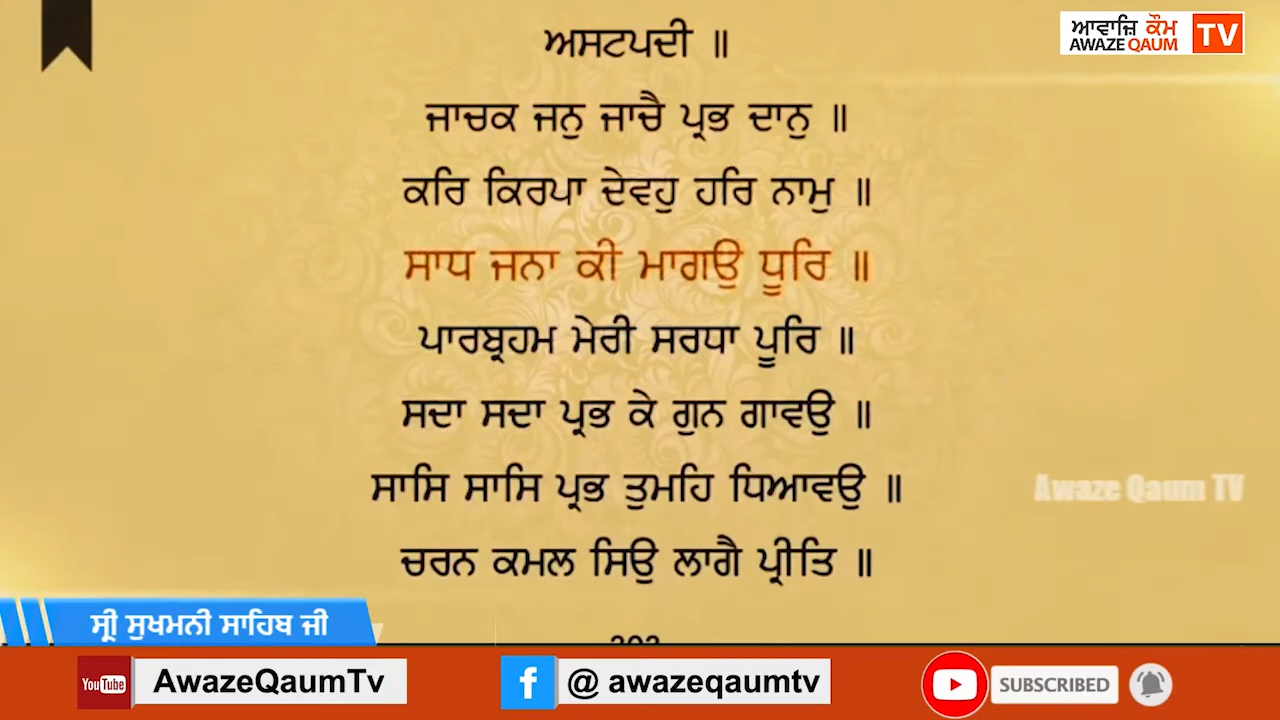 ਆਵਾਜ਼ਿ ਕੌਮ
AWAZE QAUM TV
ਅਸਟਪਦੀ ॥
ਜਾਚਕ ਜਨੁ ਜਾਚੈ ਪ੍ਰਭ ਦਾਨੁ ॥
ਕਰਿ ਕਿਰਪਾ ਦੇਵਹੁ ਹਰਿ ਨਾਮੁ ॥
ਸਾਧ ਜਨਾ ਕੀ ਮਾਗਉ ਧੂਰਿ ॥
ਪਾਰਬ੍ਰਹਮ ਮੇਰੀ ਸਰਧਾ ਪੂਰਿ ॥
ਸਦਾ ਸਦਾ ਪ੍ਰਭ ਕੇ ਗੁਨ ਗਾਵਉ ॥
ਸਾਸਿ ਸਾਸਿ ਪ੍ਰਭ ਤੁਮਹਿ ਧਿਆਵਉ ॥
Awaze Qaum TV
ਚਰਨ ਕਮਲ ਸਿਉ ਲਾਗੈ ਪ੍ਰੀਤਿ ॥
ਸ੍ਰੀ ਸੁਖਮਨੀ ਸਾਹਿਬ ਜੀ
YouTube AwazeQaumTv
f @ awazeqaumtv
SUBSCRIBED